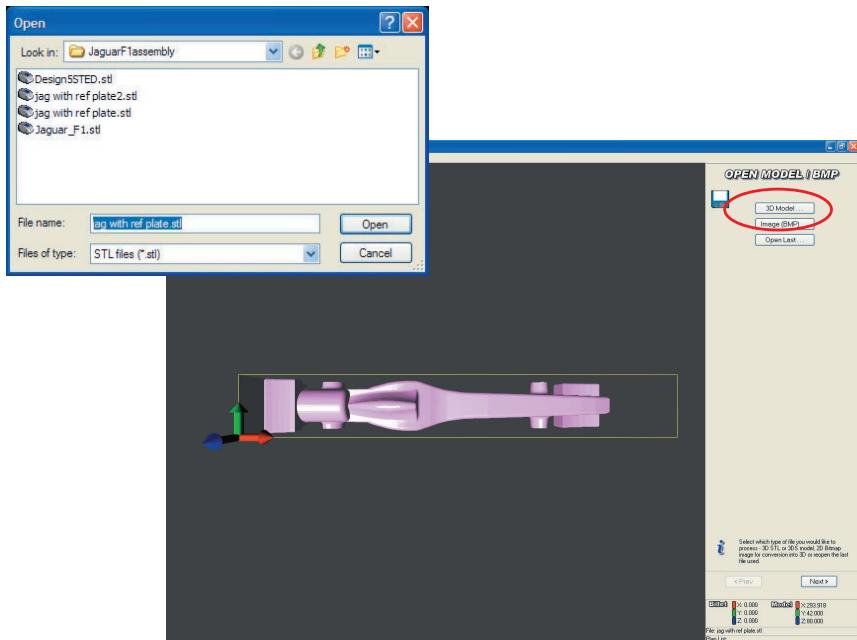 Open
Look in: JaguarF1assembly
Design5STED.stl
jag with ref plate2.stl
jag with ref plate.stl
Jaguar_F1.stl
File name: jag with ref plate.stl
Open
Files of type: STL files (*.stl)
Cancel
OPEN MODEL / BMP
3D Model . . .
Image (BMP)
Open Last . . .
Select which type of file you would like to
process - 3D STL or 3DS model, 2D Bitmap
image for conversion into 3D or reopen the last
file used.
< Prev
Next >
Billet X: 0.000 Model X:293.918
Y: 0.000 Y:42.000
Z: 0.000 Z:80.000
File: jag with ref plate.stl
Plan List: